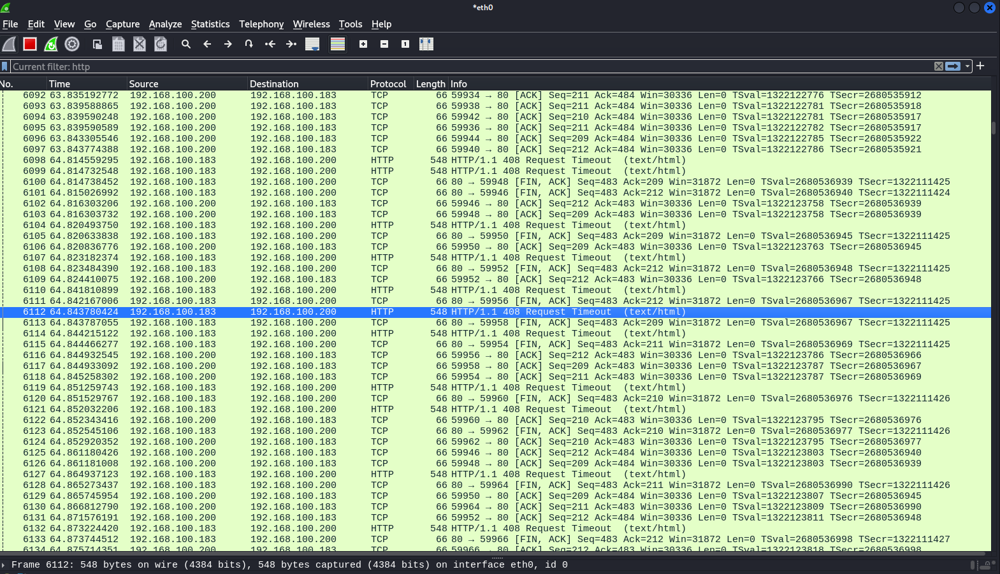 *eth0
File Edit View Go Capture Analyze Statistics Telephony Wireless Tools Help
Current filter: http
No. Time Source Destination Protocol Length Info
6092 63.835192772 192.168.100.200 192.168.100.183 TCP 66 59934 → 80 [ACK] Seq=211 Ack=484 Win=30336 Len=0 TSval=1322122776 TSecr=2680535912
6093 63.839588865 192.168.100.200 192.168.100.183 TCP 66 59938 → 80 [ACK] Seq=211 Ack=484 Win=30336 Len=0 TSval=1322122781 TSecr=2680535918
6094 63.839590248 192.168.100.200 192.168.100.183 TCP 66 59942 → 80 [ACK] Seq=210 Ack=484 Win=30336 Len=0 TSval=1322122781 TSecr=2680535917
6095 63.839590589 192.168.100.200 192.168.100.183 TCP 66 59936 → 80 [ACK] Seq=211 Ack=484 Win=30336 Len=0 TSval=1322122782 TSecr=2680535917
6096 63.843305546 192.168.100.200 192.168.100.183 TCP 66 59944 → 80 [ACK] Seq=209 Ack=484 Win=30336 Len=0 TSval=1322122785 TSecr=2680535922
6097 63.843774388 192.168.100.200 192.168.100.183 TCP 66 59940 → 80 [ACK] Seq=212 Ack=484 Win=30336 Len=0 TSval=1322122786 TSecr=2680535921
6098 64.814559295 192.168.100.183 192.168.100.200 HTTP 548 HTTP/1.1 408 Request Timeout (text/html)
6099 64.814732548 192.168.100.183 192.168.100.200 HTTP 548 HTTP/1.1 408 Request Timeout (text/html)
6100 64.814738452 192.168.100.183 192.168.100.200 TCP 66 80 → 59948 [FIN, ACK] Seq=483 Ack=209 Win=31872 Len=0 TSval=2680536939 TSecr=1322111425
6101 64.815026992 192.168.100.183 192.168.100.200 TCP 66 80 → 59946 [FIN, ACK] Seq=483 Ack=212 Win=31872 Len=0 TSval=2680536940 TSecr=1322111424
6102 64.816303206 192.168.100.200 192.168.100.183 TCP 66 59946 → 80 [ACK] Seq=212 Ack=483 Win=30336 Len=0 TSval=1322123758 TSecr=2680536939
6103 64.816303732 192.168.100.200 192.168.100.183 TCP 66 59948 → 80 [ACK] Seq=209 Ack=483 Win=30336 Len=0 TSval=1322123758 TSecr=2680536939
6104 64.820493750 192.168.100.183 192.168.100.200 HTTP 548 HTTP/1.1 408 Request Timeout (text/html)
6105 64.820633838 192.168.100.183 192.168.100.200 TCP 66 80 → 59950 [FIN, ACK] Seq=483 Ack=209 Win=31872 Len=0 TSval=2680536945 TSecr=1322111425
6106 64.820836776 192.168.100.200 192.168.100.183 TCP 66 59950 → 80 [ACK] Seq=209 Ack=483 Win=30336 Len=0 TSval=1322123763 TSecr=2680536945
6107 64.823182374 192.168.100.183 192.168.100.200 HTTP 548 HTTP/1.1 408 Request Timeout (text/html)
6108 64.823484390 192.168.100.183 192.168.100.200 TCP 66 80 → 59952 [FIN, ACK] Seq=483 Ack=212 Win=31872 Len=0 TSval=2680536948 TSecr=1322111425
6109 64.824410075 192.168.100.200 192.168.100.183 TCP 66 59952 → 80 [ACK] Seq=212 Ack=483 Win=30336 Len=0 TSval=1322123766 TSecr=2680536948
6110 64.841810899 192.168.100.183 192.168.100.200 HTTP 548 HTTP/1.1 408 Request Timeout (text/html)
6111 64.842167006 192.168.100.183 192.168.100.200 TCP 66 80 → 59956 [FIN, ACK] Seq=483 Ack=212 Win=31872 Len=0 TSval=2680536967 TSecr=1322111425
6112 64.843780424 192.168.100.183 192.168.100.200 HTTP 548 HTTP/1.1 408 Request Timeout (text/html)
6113 64.843787055 192.168.100.183 192.168.100.200 TCP 66 80 → 59958 [FIN, ACK] Seq=483 Ack=209 Win=31872 Len=0 TSval=2680536967 TSecr=1322111425
6114 64.844215122 192.168.100.183 192.168.100.200 HTTP 548 HTTP/1.1 408 Request Timeout (text/html)
6115 64.844466277 192.168.100.183 192.168.100.200 TCP 66 80 → 59954 [FIN, ACK] Seq=483 Ack=211 Win=31872 Len=0 TSval=2680536969 TSecr=1322111425
6116 64.844932545 192.168.100.200 192.168.100.183 TCP 66 59956 → 80 [ACK] Seq=212 Ack=483 Win=30336 Len=0 TSval=1322123786 TSecr=2680536966
6117 64.844933092 192.168.100.200 192.168.100.183 TCP 66 59958 → 80 [ACK] Seq=209 Ack=483 Win=30336 Len=0 TSval=1322123787 TSecr=2680536967
6118 64.845258302 192.168.100.200 192.168.100.183 TCP 66 59954 → 80 [ACK] Seq=211 Ack=483 Win=30336 Len=0 TSval=1322123787 TSecr=2680536969
6119 64.851259743 192.168.100.183 192.168.100.200 HTTP 548 HTTP/1.1 408 Request Timeout (text/html)
6120 64.851529767 192.168.100.183 192.168.100.200 TCP 66 80 → 59960 [FIN, ACK] Seq=483 Ack=210 Win=31872 Len=0 TSval=2680536976 TSecr=1322111426
6121 64.852032206 192.168.100.183 192.168.100.200 HTTP 548 HTTP/1.1 408 Request Timeout (text/html)
6122 64.852343416 192.168.100.200 192.168.100.183 TCP 66 59960 → 80 [ACK] Seq=210 Ack=483 Win=30336 Len=0 TSval=1322123795 TSecr=2680536976
6123 64.852545106 192.168.100.183 192.168.100.200 TCP 66 80 → 59962 [FIN, ACK] Seq=483 Ack=210 Win=31872 Len=0 TSval=2680536977 TSecr=1322111426
6124 64.852920352 192.168.100.200 192.168.100.183 TCP 66 59962 → 80 [ACK] Seq=210 Ack=483 Win=30336 Len=0 TSval=1322123795 TSecr=2680536977
6125 64.861180426 192.168.100.200 192.168.100.183 TCP 66 59946 → 80 [ACK] Seq=212 Ack=484 Win=30336 Len=0 TSval=1322123803 TSecr=2680536940
6126 64.861181008 192.168.100.200 192.168.100.183 TCP 66 59948 → 80 [ACK] Seq=209 Ack=484 Win=30336 Len=0 TSval=1322123803 TSecr=2680536939
6127 64.864937123 192.168.100.183 192.168.100.200 HTTP 548 HTTP/1.1 408 Request Timeout (text/html)
6128 64.865273437 192.168.100.183 192.168.100.200 TCP 66 80 → 59964 [FIN, ACK] Seq=483 Ack=211 Win=31872 Len=0 TSval=2680536990 TSecr=1322111426
6129 64.865745954 192.168.100.200 192.168.100.183 TCP 66 59950 → 80 [ACK] Seq=209 Ack=484 Win=30336 Len=0 TSval=1322123807 TSecr=2680536945
6130 64.866812790 192.168.100.200 192.168.100.183 TCP 66 59964 → 80 [ACK] Seq=211 Ack=483 Win=30336 Len=0 TSval=1322123809 TSecr=2680536990
6131 64.871576191 192.168.100.200 192.168.100.183 TCP 66 59952 → 80 [ACK] Seq=212 Ack=484 Win=30336 Len=0 TSval=1322123811 TSecr=2680536948
6132 64.873224420 192.168.100.183 192.168.100.200 HTTP 548 HTTP/1.1 408 Request Timeout (text/html)
6133 64.873744512 192.168.100.183 192.168.100.200 TCP 66 80 → 59966 [FIN, ACK] Seq=483 Ack=212 Win=31872 Len=0 TSval=2680536998 TSecr=1322111427
6134 64.875714351 192.168.100.200 192.168.100.183 TCP 66 59966 → 80 [ACK] Seq=212 Ack=483 Win=30336 Len=0 TSval=1322123818 TSecr=2680536998
Frame 6112: 548 bytes on wire (4384 bits), 548 bytes captured (4384 bits) on interface eth0, id 0